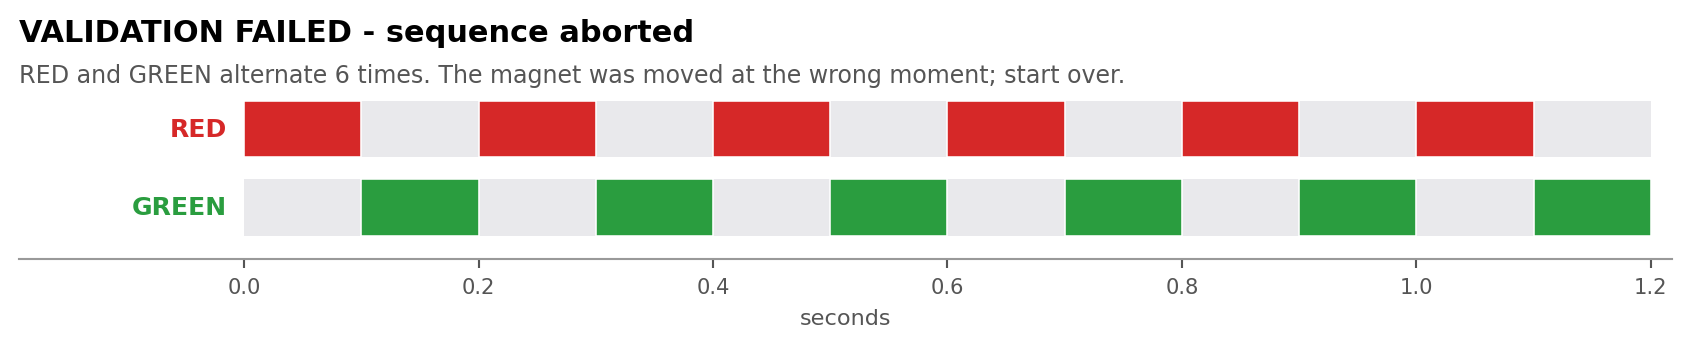 VALIDATION FAILED - sequence aborted
RED and GREEN alternate 6 times. The magnet was moved at the wrong moment; start over.
RED
GREEN
0.0 0.2 0.4 0.6 0.8 1.0 1.2
seconds